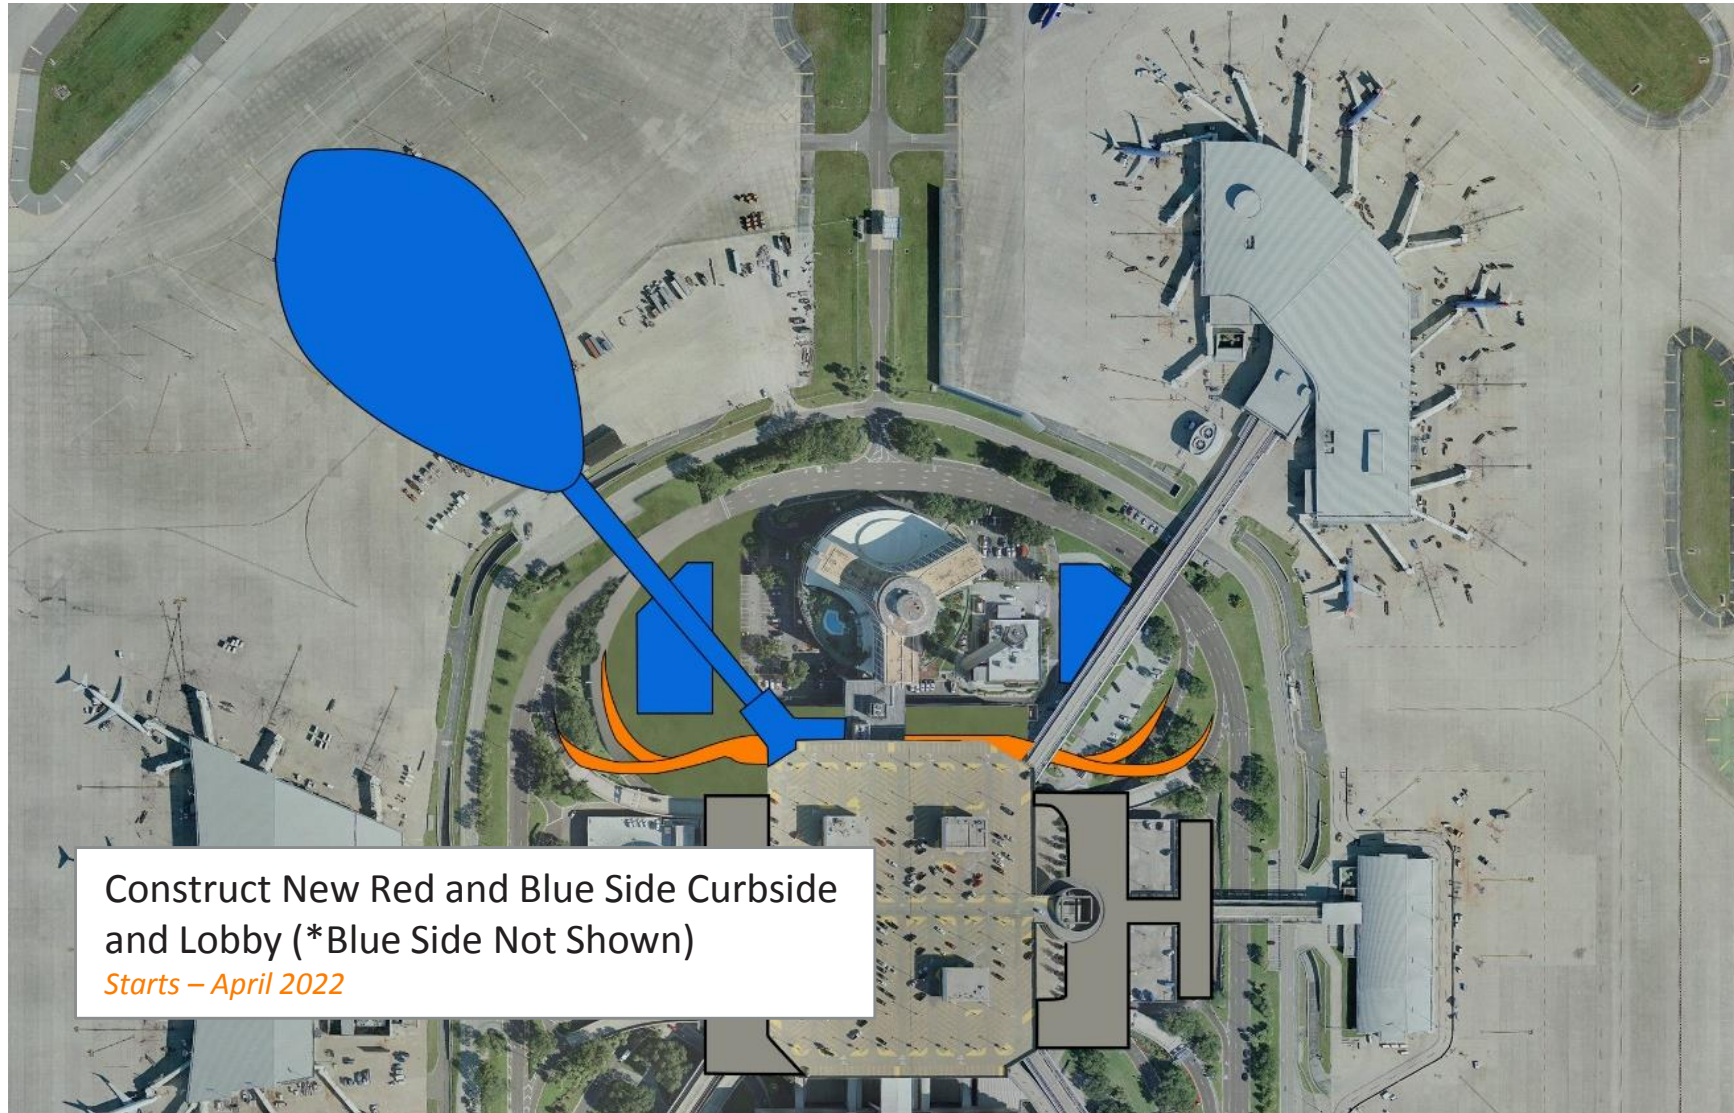 Construct New Red and Blue Side Curbside
and Lobby (*Blue Side Not Shown)
Starts – April 2022